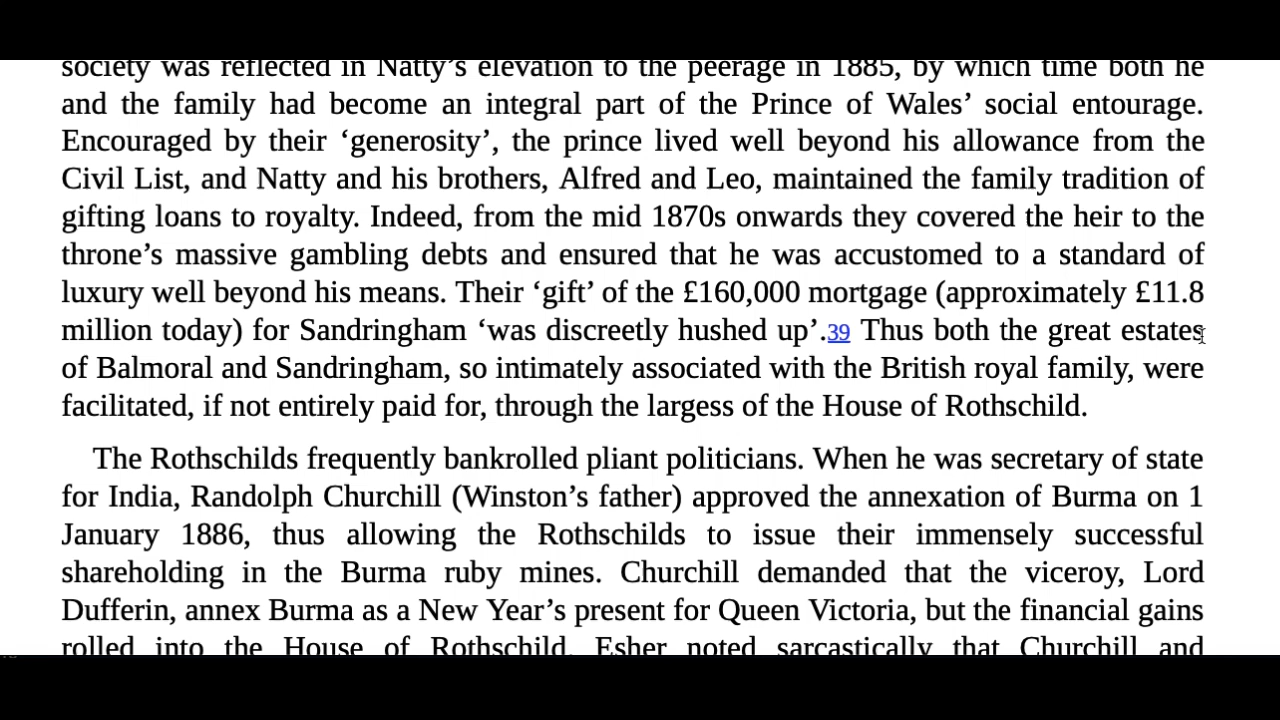 society was reflected in Natty’s elevation to the peerage in 1885, by which time both he
and the family had become an integral part of the Prince of Wales’ social entourage.
Encouraged by their ‘generosity’, the prince lived well beyond his allowance from the
Civil List, and Natty and his brothers, Alfred and Leo, maintained the family tradition of
gifting loans to royalty. Indeed, from the mid 1870s onwards they covered the heir to the
throne’s massive gambling debts and ensured that he was accustomed to a standard of
luxury well beyond his means. Their ‘gift’ of the £160,000 mortgage (approximately £11.8
million today) for Sandringham ‘was discreetly hushed up’.39 Thus both the great estates
of Balmoral and Sandringham, so intimately associated with the British royal family, were
facilitated, if not entirely paid for, through the largess of the House of Rothschild.
The Rothschilds frequently bankrolled pliant politicians. When he was secretary of state
for India, Randolph Churchill (Winston’s father) approved the annexation of Burma on 1
January 1886, thus allowing the Rothschilds to issue their immensely successful
shareholding in the Burma ruby mines. Churchill demanded that the viceroy, Lord
Dufferin, annex Burma as a New Year’s present for Queen Victoria, but the financial gains
rolled into the House of Rothschild. Esher noted sarcastically that Churchill and